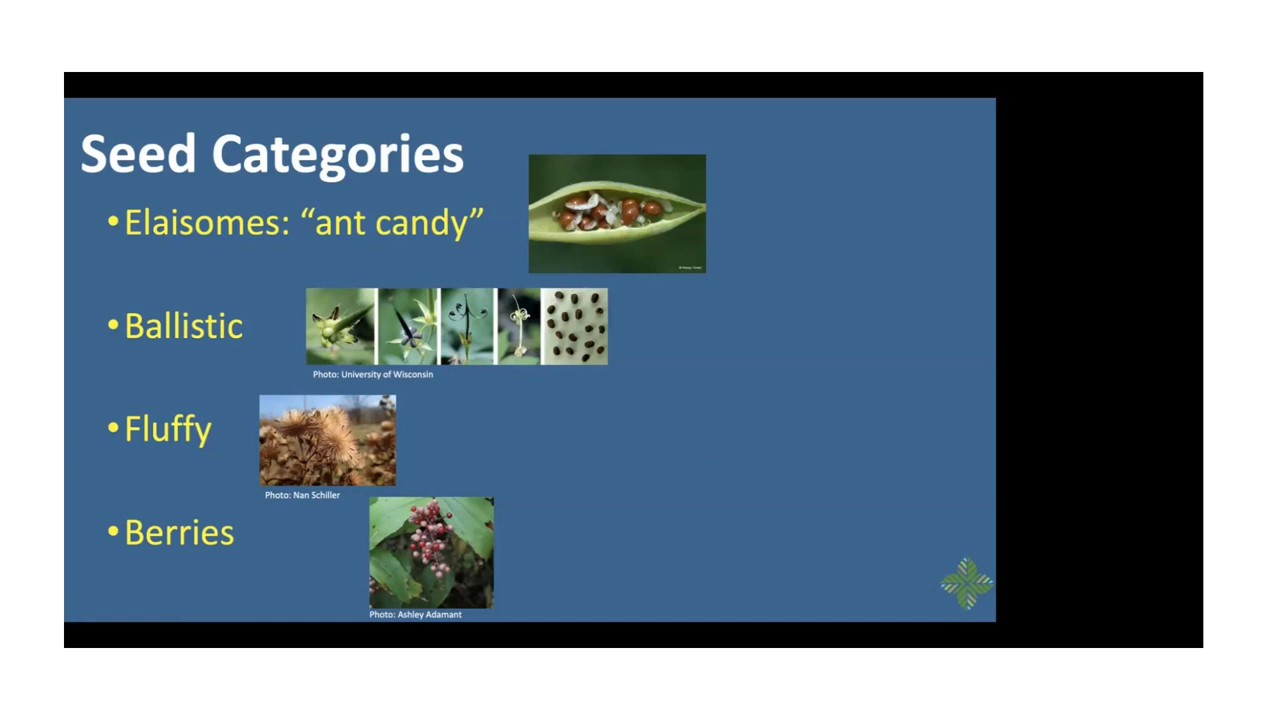 Seed Categories
•Elaisomes: “ant candy”
•Ballistic
Photo: University of Wisconsin
•Fluffy
Photo: Nan Schiller
•Berries
Photo: Ashley Adamant